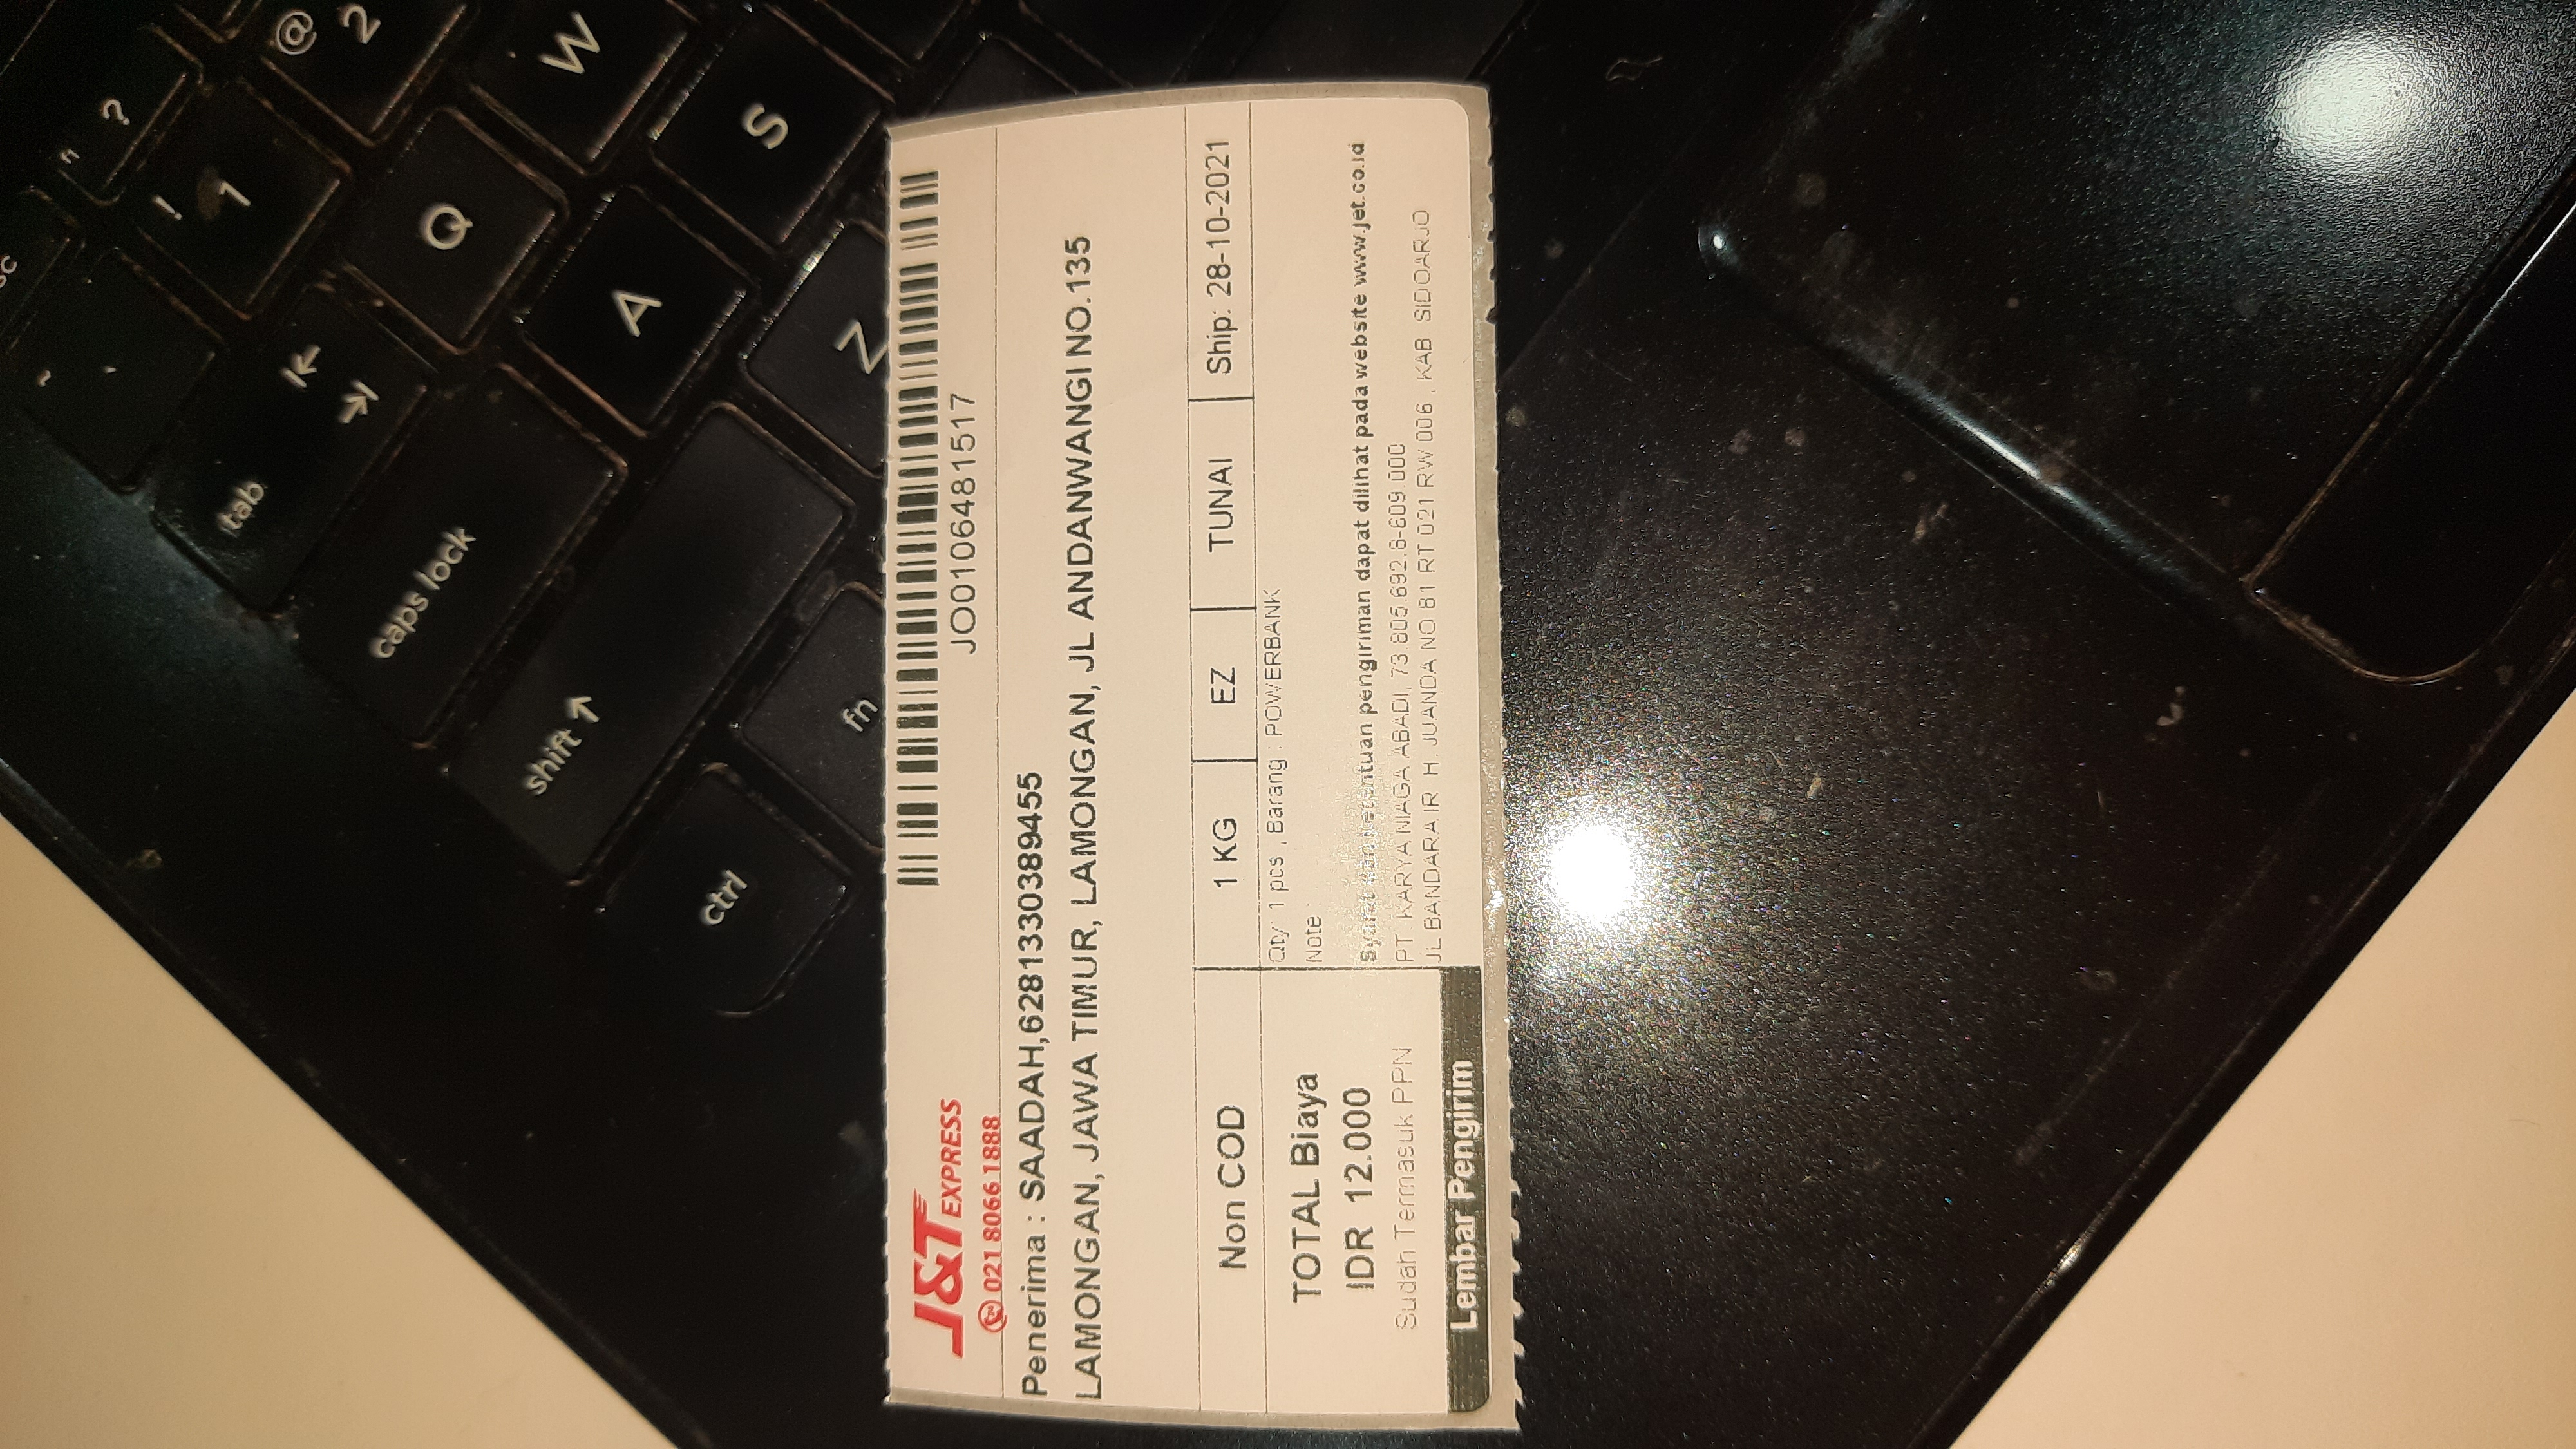 sc
~
fn
?
!
1
@
2
tab
Q
W
caps lock
A
S
shift
Z
ctrl
fn
J&T EXPRESS
021 8066 1888
JO0106481517
Penerima : SAADAH,6281330389455
LAMONGAN, JAWA TIMUR, LAMONGAN, JL ANDANWANGI NO.135
Non COD
1 KG
EZ
TUNAI
Ship: 28-10-2021
TOTAL Biaya
IDR 12.000
Sudah Termasuk PPN
Lembar Pengirim
Qty: 1 pcs , Barang : POWERBANK
Note :
Syarat dan ketentuan pengiriman dapat dilihat pada website www.jet.co.id
PT. KARYA NIAGA ABADI, 73.805.692.8-609.000
JL BANDARA IR. H. JUANDA NO 81 RT 021 RW 006 , KAB. SIDOARJO